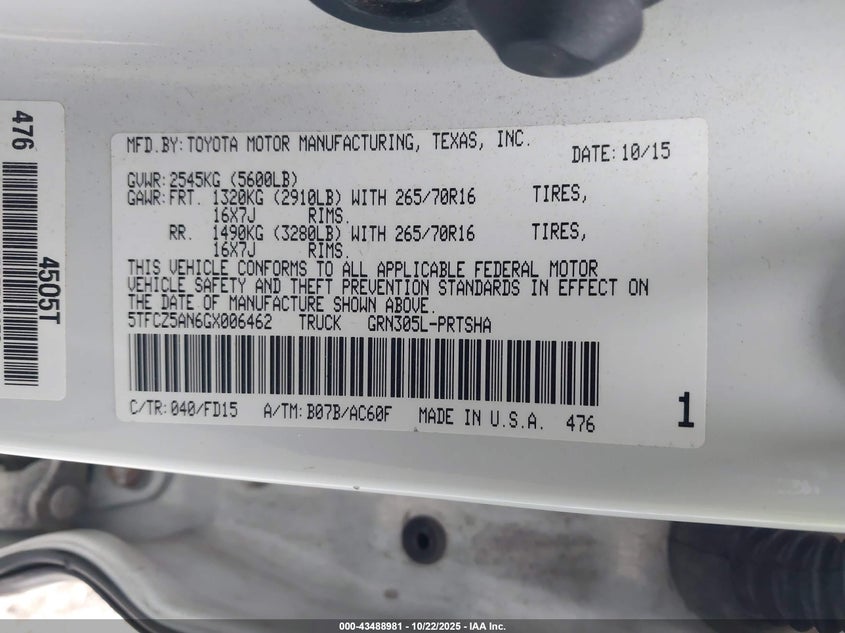 MFD.BY:TOYOTA MOTOR MANUFACTURING, TEXAS, INC.
DATE:10/15
GVWR:2545KG (5600LB)
GAWR:FRT. 1320KG (2910LB) WITH 265/70R16 TIRES,
16X7J RIMS.
RR. 1490KG (3280LB) WITH 265/70R16 TIRES,
16X7J RIMS.
THIS VEHICLE CONFORMS TO ALL APPLICABLE FEDERAL MOTOR
VEHICLE SAFETY AND THEFT PREVENTION STANDARDS IN EFFECT ON
THE DATE OF MANUFACTURE SHOWN ABOVE.
5TFCZ5AN6GX006462 TRUCK GRN305L-PRTSHA
C/TR:040/FD15 A/TM:B07B/AC60F MADE IN U.S.A. 476
1
476
4505T
000-43488981 - 10/22/2025 - IAA Inc.